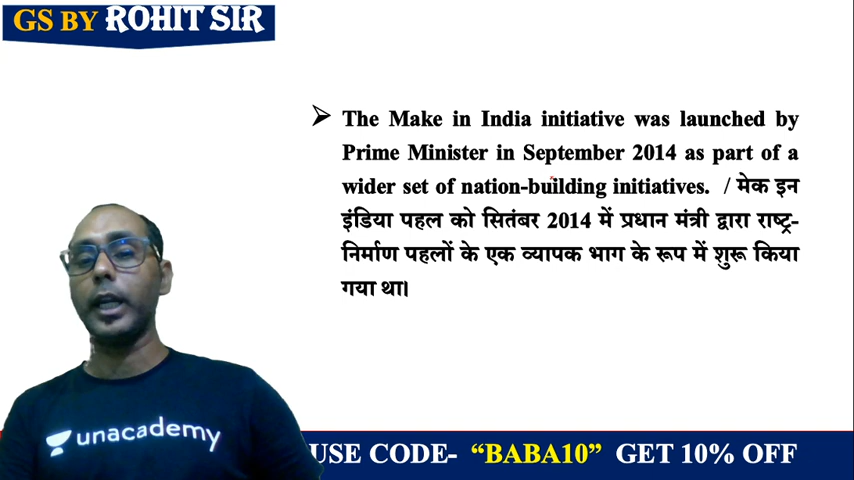 GS BY ROHIT SIR
The Make in India initiative was launched by
Prime Minister in September 2014 as part of a
wider set of nation-building initiatives. / मेक इन
इंडिया पहल को सितंबर 2014 में प्रधान मंत्री द्वारा राष्ट्र-
निर्माण पहलों के एक व्यापक भाग के रूप में शुरू किया
गया था।
unacademy
USE CODE- “BABA10” GET 10% OFF